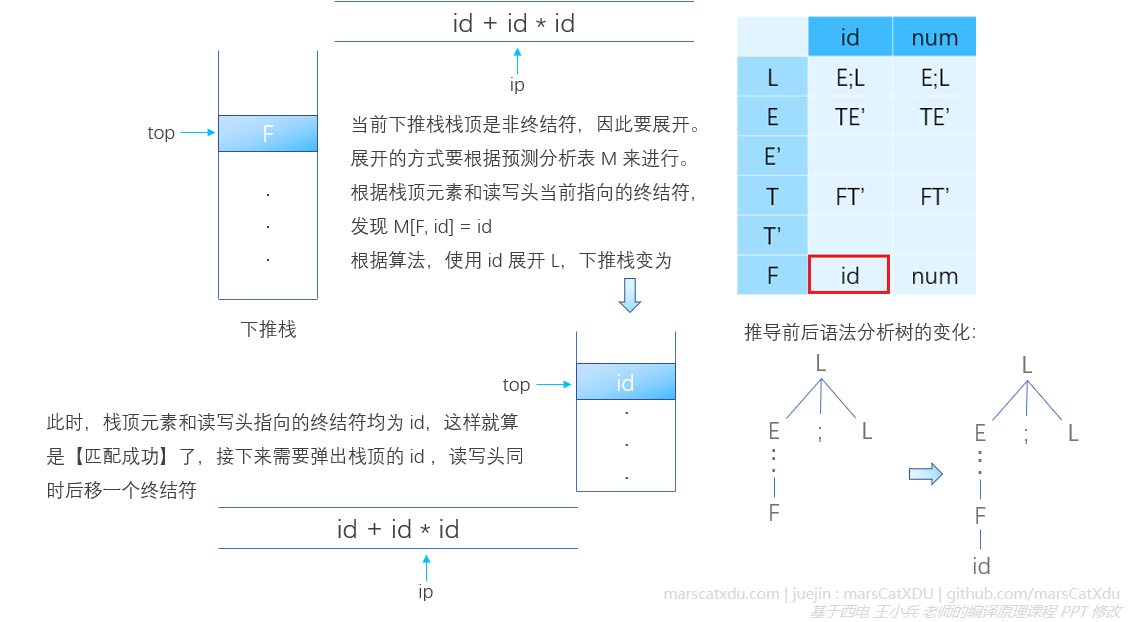 id + id * id
ip
top
F
.
.
.
下推栈
当前下推栈栈顶是非终结符，因此要展开。
展开的方式要根据预测分析表 M 来进行。
根据栈顶元素和读写头当前指向的终结符，
发现 M[F, id] = id
根据算法，使用 id 展开 L，下推栈变为
id num
L E;L E;L
E TE’ TE’
E’
T FT’ FT’
T’
F id num
top
id
.
.
.
此时，栈顶元素和读写头指向的终结符均为 id，这样就算
是【匹配成功】了，接下来需要弹出栈顶的 id ，读写头同
时后移一个终结符
id + id * id
ip
推导前后语法分析树的变化：
L
E ; L
F
L
E ; L
F
id
marscatxdu.com | juejin : marsCatXDU | github.com/marsCatXdu
基于西电 王小兵 老师的编译原理课程 PPT 修改